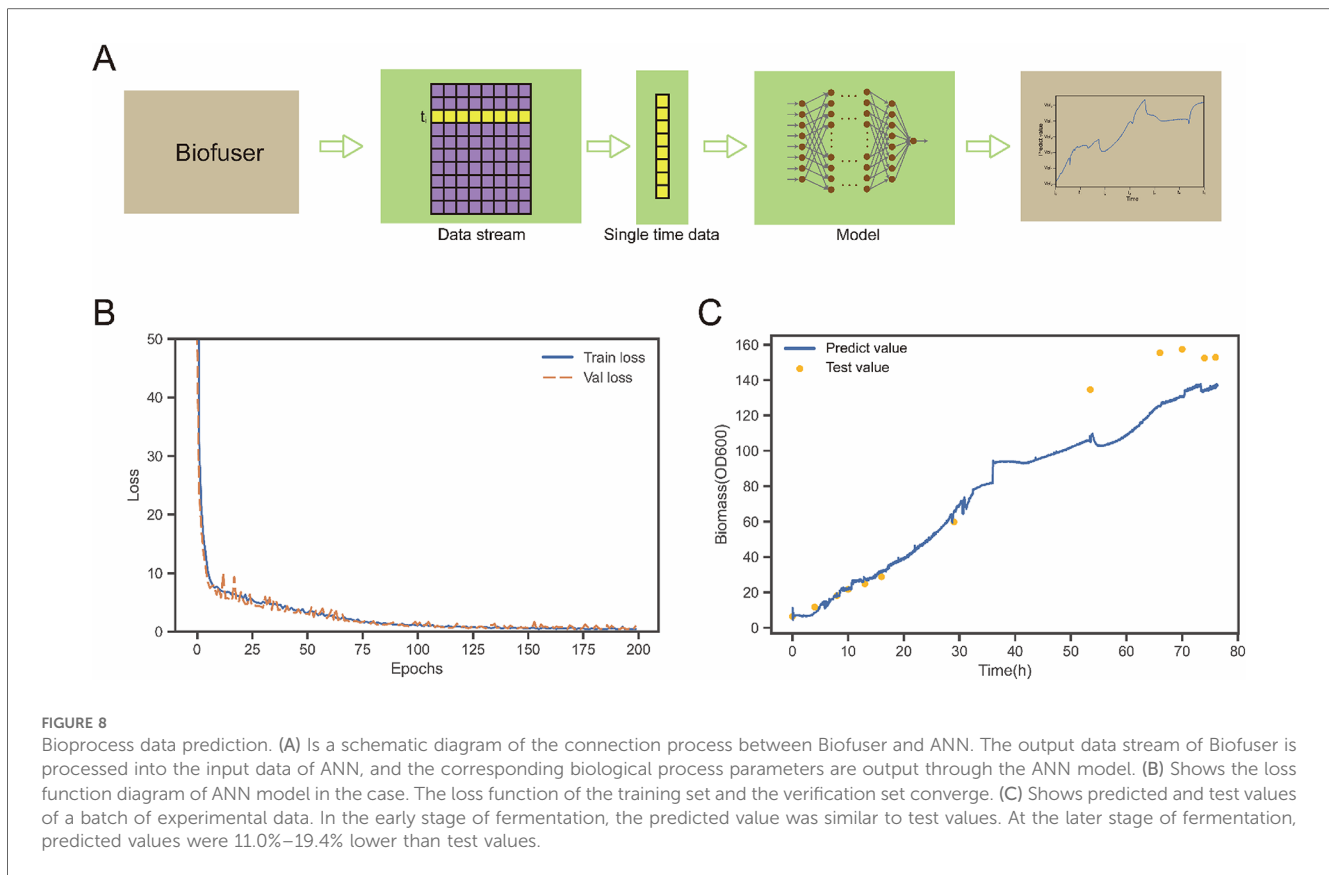 A
Biofuser
t
Data stream
Single time data
Model
Predict value
Time
B
50
40
30
20
10
0
Loss
Train loss
Val loss
0 25 50 75 100 125 150 175 200
Epochs
C
160
140
120
100
80
60
40
20
0
Biomass(OD600)
Predict value
Test value
0 10 20 30 40 50 60 70 80
Time(h)
FIGURE 8
Bioprocess data prediction. (A) Is a schematic diagram of the connection process between Biofuser and ANN. The output data stream of Biofuser is
processed into the input data of ANN, and the corresponding biological process parameters are output through the ANN model. (B) Shows the loss
function diagram of ANN model in the case. The loss function of the training set and the verification set converge. (C) Shows predicted and test values
of a batch of experimental data. In the early stage of fermentation, the predicted value was similar to test values. At the later stage of fermentation,
predicted values were 11.0%–19.4% lower than test values.